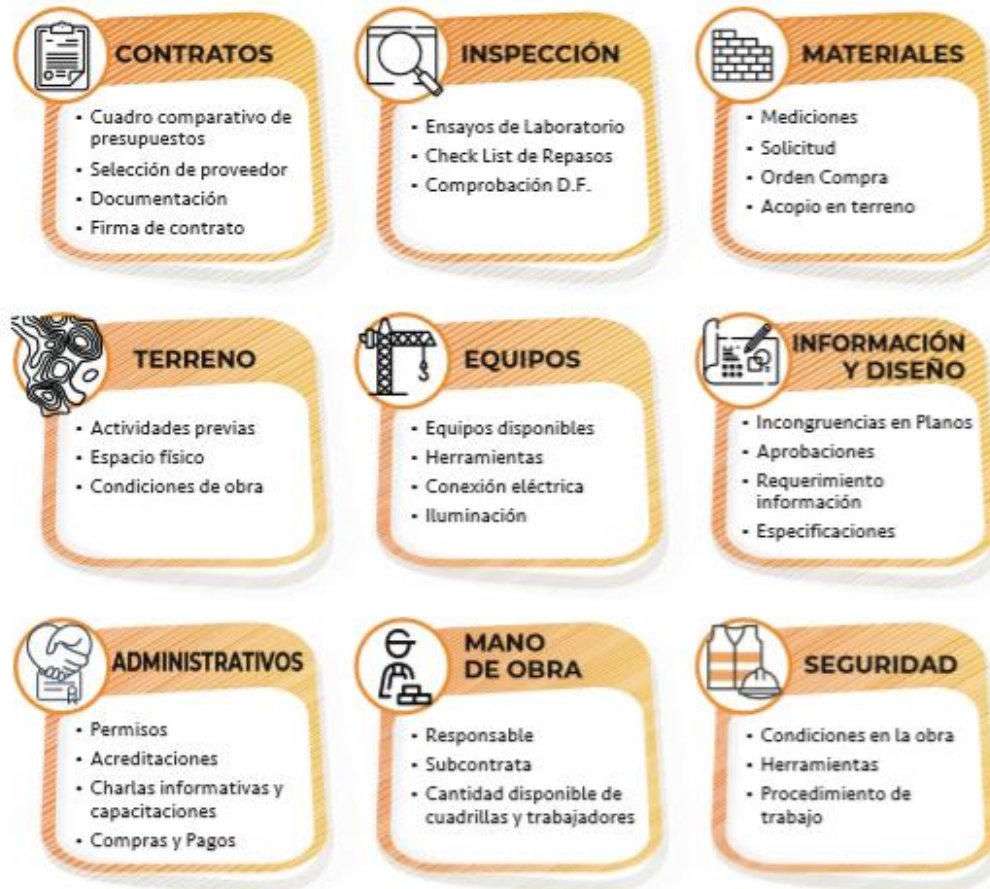 CONTRATOS
• Cuadro comparativo de
presupuestos
• Selección de proveedor
• Documentación
• Firma de contrato
INSPECCIÓN
• Ensayos de Laboratorio
• Check List de Repasos
• Comprobación D.F.
MATERIALES
• Mediciones
• Solicitud
• Orden Compra
• Acopio en terreno
TERRENO
• Actividades previas
• Espacio físico
• Condiciones de obra
EQUIPOS
• Equipos disponibles
• Herramientas
• Conexión eléctrica
• Iluminación
INFORMACIÓN
Y DISEÑO
• Incongruencias en Planos
• Aprobaciones
• Requerimiento
información
• Especificaciones
ADMINISTRATIVOS
• Permisos
• Acreditaciones
• Charlas informativas y
capacitaciones
• Compras y Pagos
MANO
DE OBRA
• Responsable
• Subcontrata
• Cantidad disponible de
cuadrillas y trabajadores
SEGURIDAD
• Condiciones en la obra
• Herramientas
• Procedimiento de
trabajo